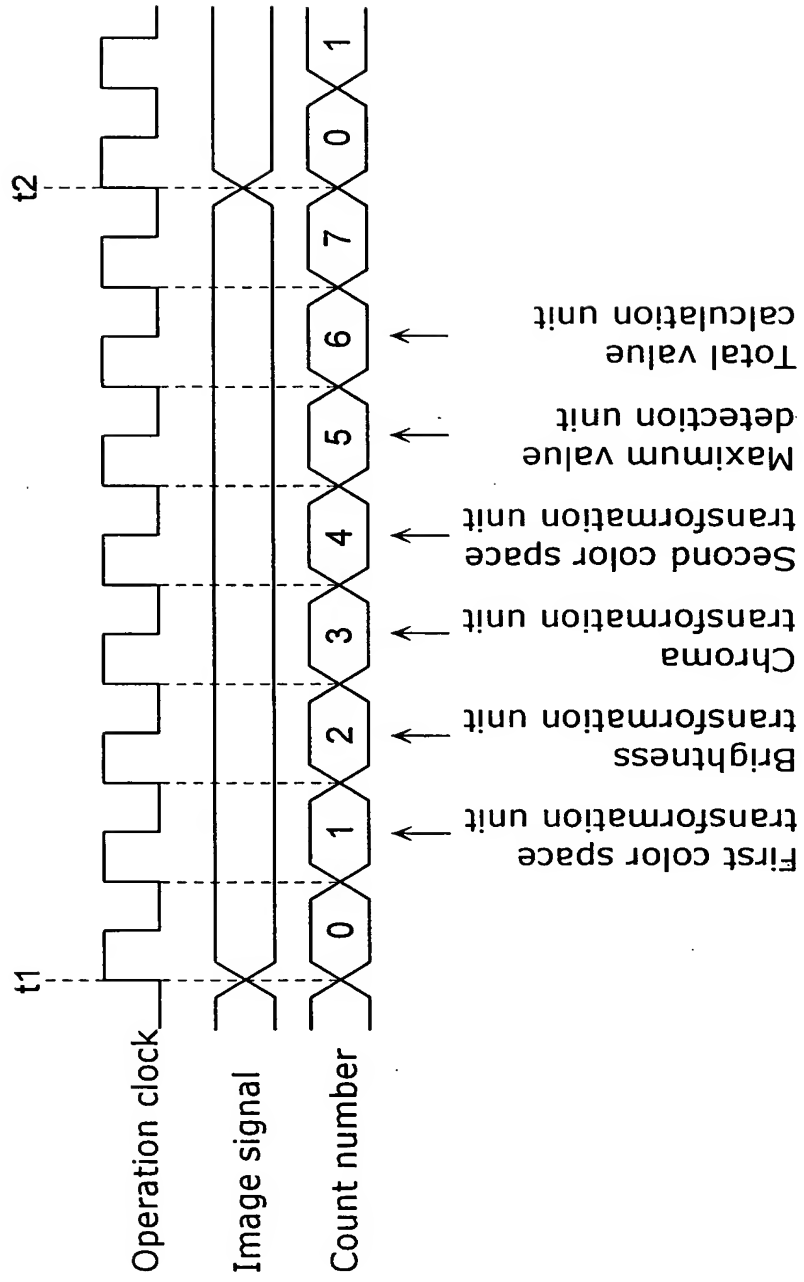 t1
t2
Operation clock
Image signal
Count number
0
1
2
3
4
5
6
7
0
1
First color space
transformation unit
Brightness
transformation unit
Chroma
transformation unit
Second color space
transformation unit
Maximum value
detection unit
Total value
calculation unit